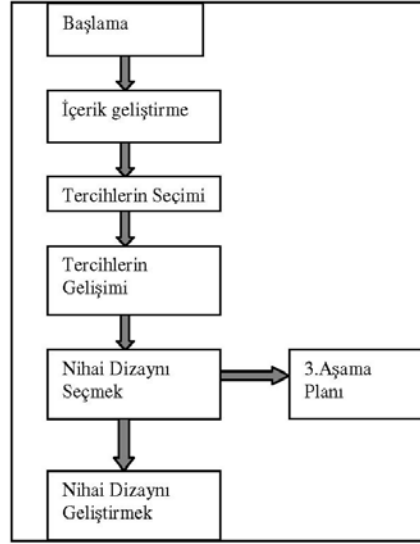 Başlama
İçerik geliştirme
Tercihlerin Seçimi
Tercihlerin
Gelişimi
Nihai Dizaynı
Seçmek
3.Aşama
Planı
Nihai Dizaynı
Geliştirmek